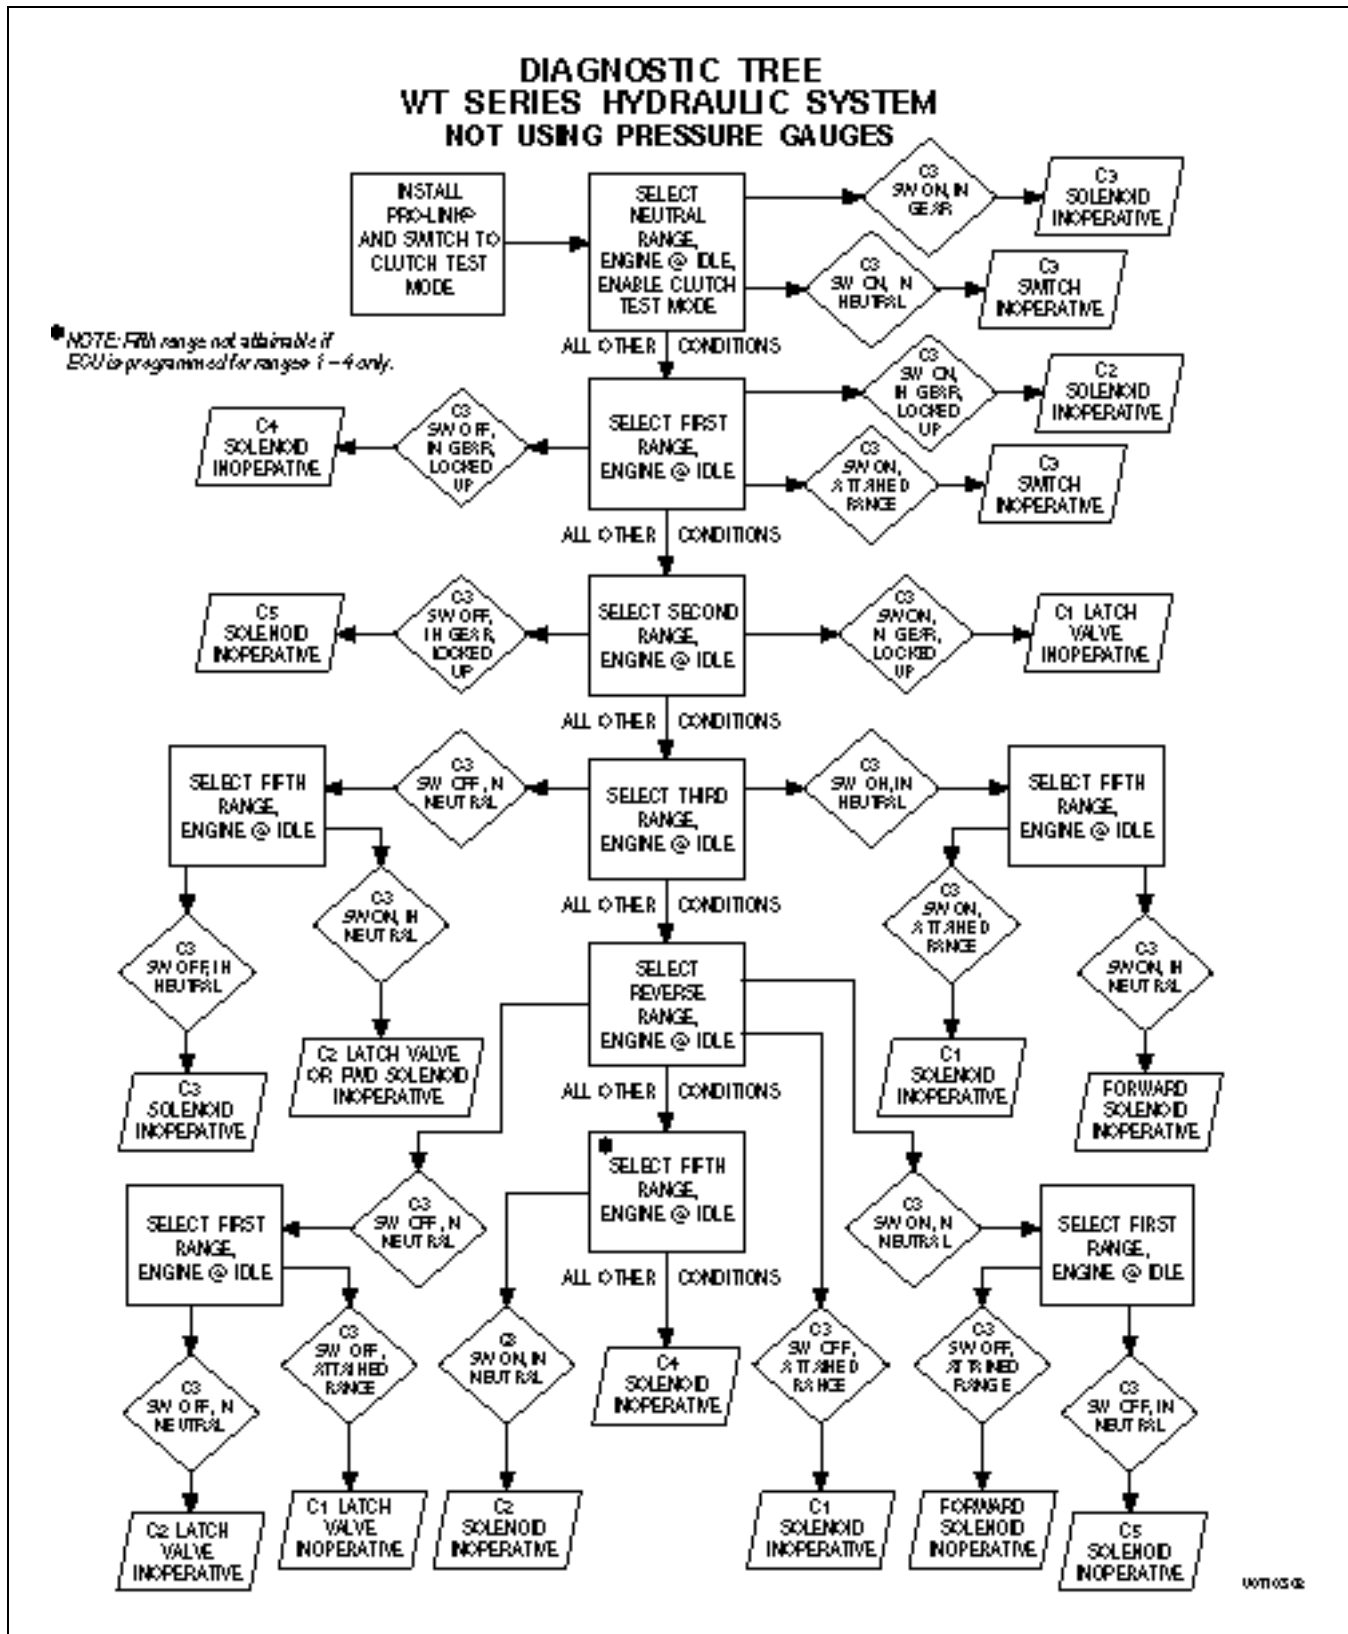 DIAGNOSTIC TREE
WT SERIES HYDRAULIC SYSTEM
NOT USING PRESSURE GAUGES
INSTALL
PRO-LINK®
AND SWITCH TO
CLUTCH TEST
MODE
SELECT
NEUTRAL
RANGE,
ENGINE @ IDLE,
ENABLE CLUTCH
TEST MODE
C3
SW ON, IN
GEAR
C3
SOLENOID
INOPERATIVE
C3
SW ON, IN
NEUTRAL
C3
SWITCH
INOPERATIVE
NOTE: Fifth range not attainable if
ECU is programmed for ranges 1 – 4 only.
ALL OTHER CONDITIONS
C4
SOLENOID
INOPERATIVE
C3
SW OFF,
IN GEAR,
LOCKED
UP
SELECT FIRST
RANGE,
ENGINE @ IDLE
C3
SW ON,
IN GEAR,
LOCKED
UP
C2
SOLENOID
INOPERATIVE
C3
SW ON,
ATTAINED
RANGE
C3
SWITCH
INOPERATIVE
ALL OTHER CONDITIONS
C5
SOLENOID
INOPERATIVE
C3
SW OFF,
IN GEAR,
LOCKED
UP
SELECT SECOND
RANGE,
ENGINE @ IDLE
C3
SW ON,
IN GEAR,
LOCKED
UP
C1 LATCH
VALVE
INOPERATIVE
ALL OTHER CONDITIONS
SELECT FIFTH
RANGE,
ENGINE @ IDLE
C3
SW OFF, IN
NEUTRAL
SELECT THIRD
RANGE,
ENGINE @ IDLE
C3
SW ON, IN
NEUTRAL
SELECT FIFTH
RANGE,
ENGINE @ IDLE
ALL OTHER CONDITIONS
C3
SW OFF, IN
NEUTRAL
C3
SW ON, IN
NEUTRAL
C3
SW ON,
ATTAINED
RANGE
C3
SW ON, IN
NEUTRAL
C3
SOLENOID
INOPERATIVE
C2 LATCH VALVE
OR FWD SOLENOID
INOPERATIVE
SELECT
REVERSE
RANGE,
ENGINE @ IDLE
C1
SOLENOID
INOPERATIVE
FORWARD
SOLENOID
INOPERATIVE
ALL OTHER CONDITIONS
SELECT FIRST
RANGE,
ENGINE @ IDLE
C3
SW OFF, IN
NEUTRAL
SELECT FIFTH
RANGE,
ENGINE @ IDLE
C3
SW ON, IN
NEUTRAL
SELECT FIRST
RANGE,
ENGINE @ IDLE
ALL OTHER CONDITIONS
C3
SW OFF, IN
NEUTRAL
C3
SW OFF,
ATTAINED
RANGE
C3
SW ON, IN
NEUTRAL
C4
SOLENOID
INOPERATIVE
C3
SW OFF,
ATTAINED
RANGE
C3
SW OFF,
ATTAINED
RANGE
C3
SW OFF, IN
NEUTRAL
C2 LATCH
VALVE
INOPERATIVE
C1 LATCH
VALVE
INOPERATIVE
C2
SOLENOID
INOPERATIVE
C1
SOLENOID
INOPERATIVE
FORWARD
SOLENOID
INOPERATIVE
C5
SOLENOID
INOPERATIVE